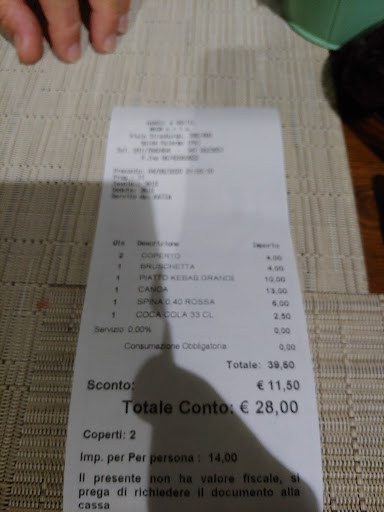 Qtà Descrizione Importo
2 COPERTO 4,00
1 BRUSCHETTA 4,00
1 PIATTO KEBAB GRANDE 10,00
1 CANDA 13,00
1 SPINA 0.40 ROSSA 6,00
1 COCA COLA 33 CL 2,50
Servizio: 0,00% 0,00
Consumazione Obbligatoria 0,00
Totale: 39,50
Sconto: € 11,50
Totale Conto: € 28,00
Coperti: 2
Imp. per Per persona : 14,00
Il presente non ha valore fiscale, si
prega di richiedere il documento alla
cassa